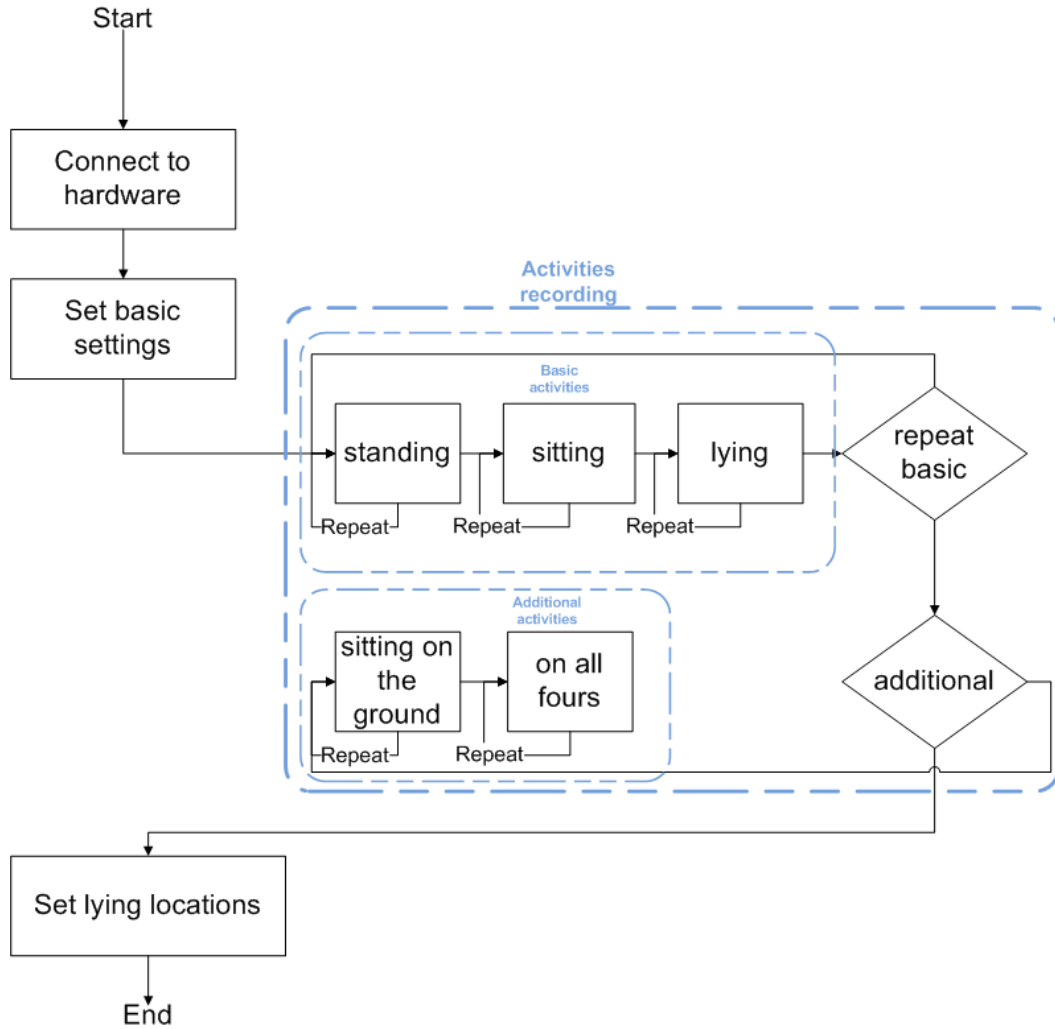 Start
Connect to
hardware
Set basic
settings
Activities
recording
Basic
activities
standing
sitting
lying
repeat
basic
Repeat
Repeat
Repeat
Additional
activities
sitting on
the
ground
on all
fours
additional
Repeat
Repeat
Set lying locations
End